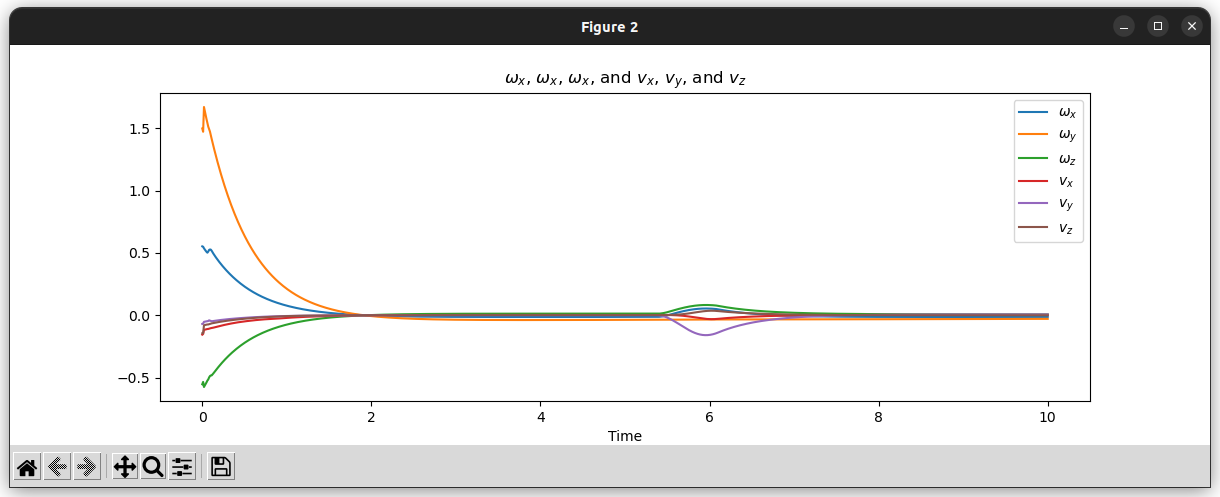 Figure 2
ωx, ωx, ωx, and vx, vy, and vz
1.5
1.0
0.5
0.0
−0.5
0 2 4 6 8 10
Time
ωx
ωy
ωz
vx
vy
vz